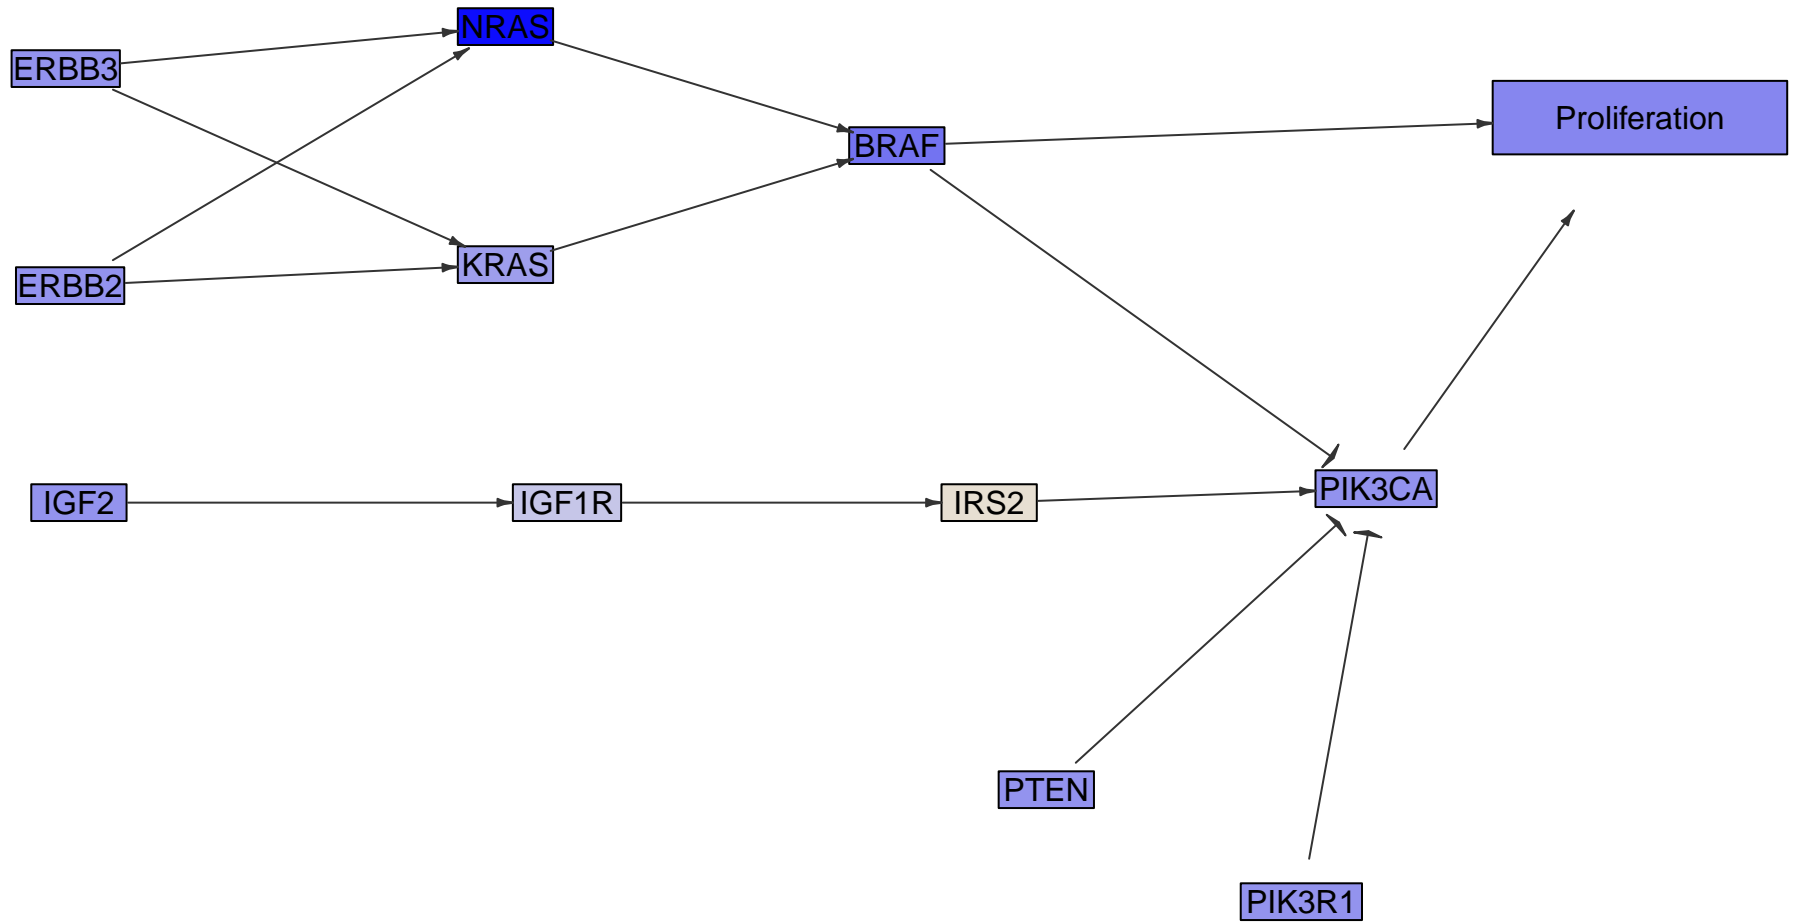 NRAS
ERBB3
Proliferation
BRAF
KRAS
ERBB2
IGF2
IGF1R
IRS2
PIK3CA
PTEN
PIK3R1